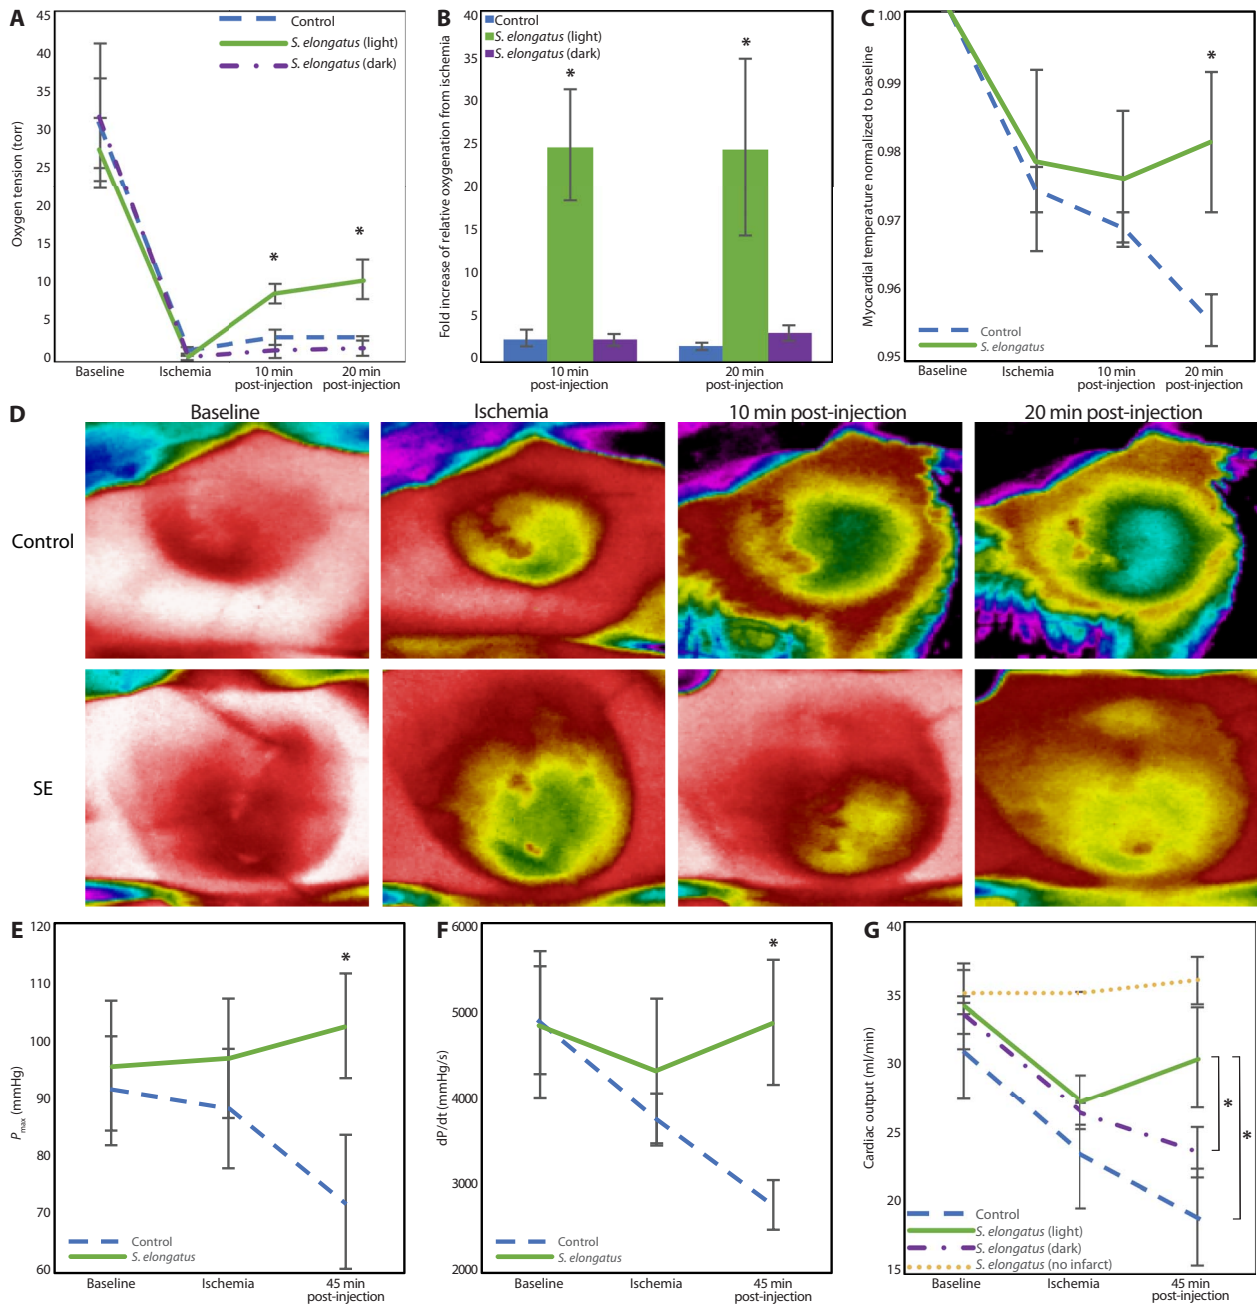 A
Oxygen tension (torr)
45
40
35
30
25
20
15
10
5
0
Control
S. elongatus (light)
S. elongatus (dark)
*
*
Baseline
Ischemia
10 min
post-injection
20 min
post-injection
B
Fold increase of relative oxygenation from ischemia
40
35
30
25
20
15
10
5
0
Control
S. elongatus (light)
S. elongatus (dark)
*
*
10 min
post-injection
20 min
post-injection
C
Myocardial temperature normalized to baseline
1.00
0.99
0.98
0.97
0.96
0.95
*
Control
S. elongatus
Baseline
Ischemia
10 min
post-injection
20 min
post-injection
D
Baseline
Ischemia
10 min post-injection
20 min post-injection
Control
SE
E
Pmax (mmHg)
120
110
100
90
80
70
60
*
Control
S. elongatus
Baseline
Ischemia
45 min
post-injection
F
dP/dt (mmHg/s)
6000
5000
4000
3000
2000
*
Control
S. elongatus
Baseline
Ischemia
45 min
post-injection
G
Cardiac output (ml/min)
40
35
30
25
20
15
*
*
Control
S. elongatus (light)
S. elongatus (dark)
S. elongatus (no infarct)
Baseline
Ischemia
45 min
post-injection